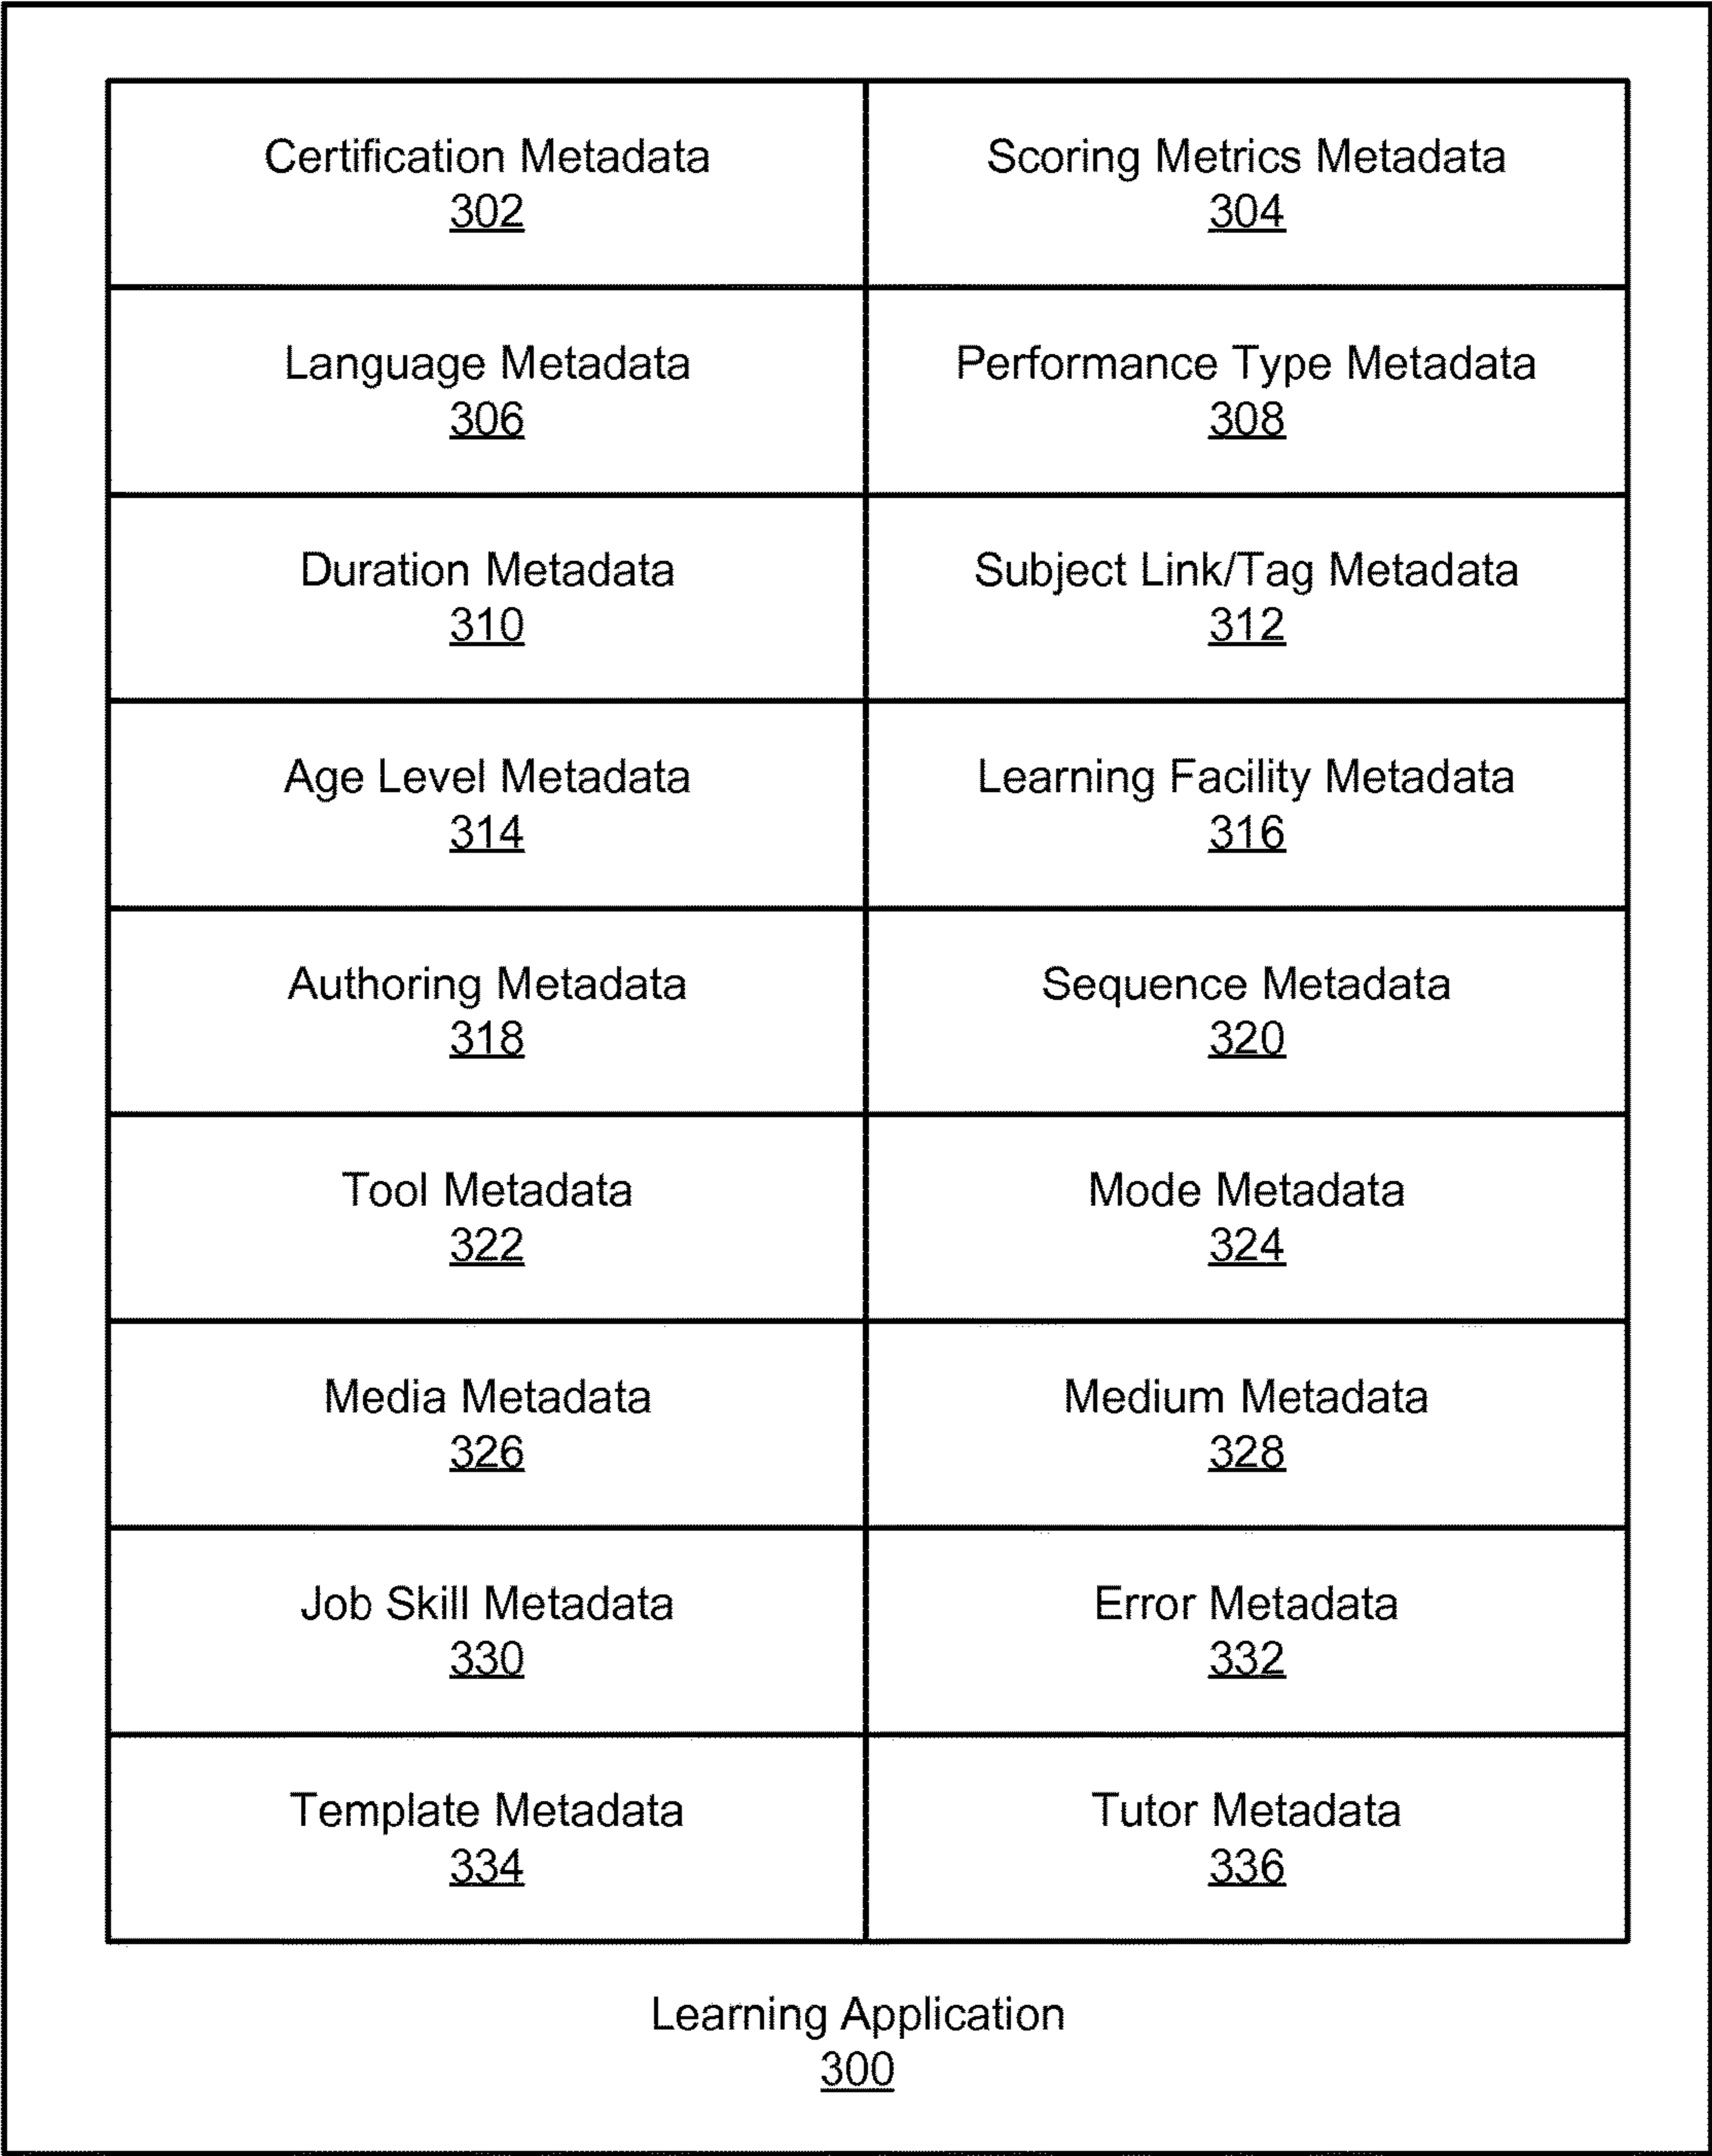 Certification Metadata
302
Scoring Metrics Metadata
304
Language Metadata
306
Performance Type Metadata
308
Duration Metadata
310
Subject Link/Tag Metadata
312
Age Level Metadata
314
Learning Facility Metadata
316
Authoring Metadata
318
Sequence Metadata
320
Tool Metadata
322
Mode Metadata
324
Media Metadata
326
Medium Metadata
328
Job Skill Metadata
330
Error Metadata
332
Template Metadata
334
Tutor Metadata
336
Learning Application
300